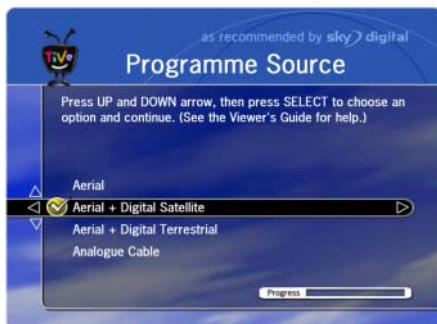 TiVo
as recommended by sky digital
Programme Source
Press UP and DOWN arrow, then press SELECT to choose an
option and continue. (See the Viewer's Guide for help.)
Aerial
Aerial + Digital Satellite
Aerial + Digital Terrestrial
Analogue Cable
Progress